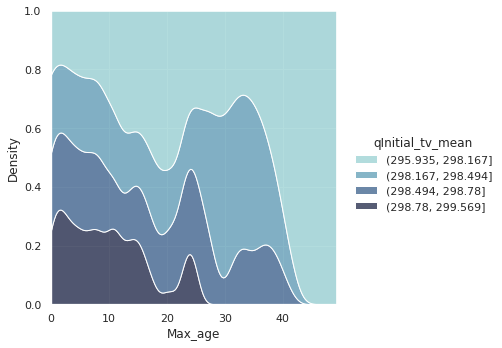 1.0
0.8
0.6
0.4
0.2
0.0
Density
0 10 20 30 40
Max_age
qInitial_tv_mean
(295.935, 298.167]
(298.167, 298.494]
(298.494, 298.78]
(298.78, 299.569]